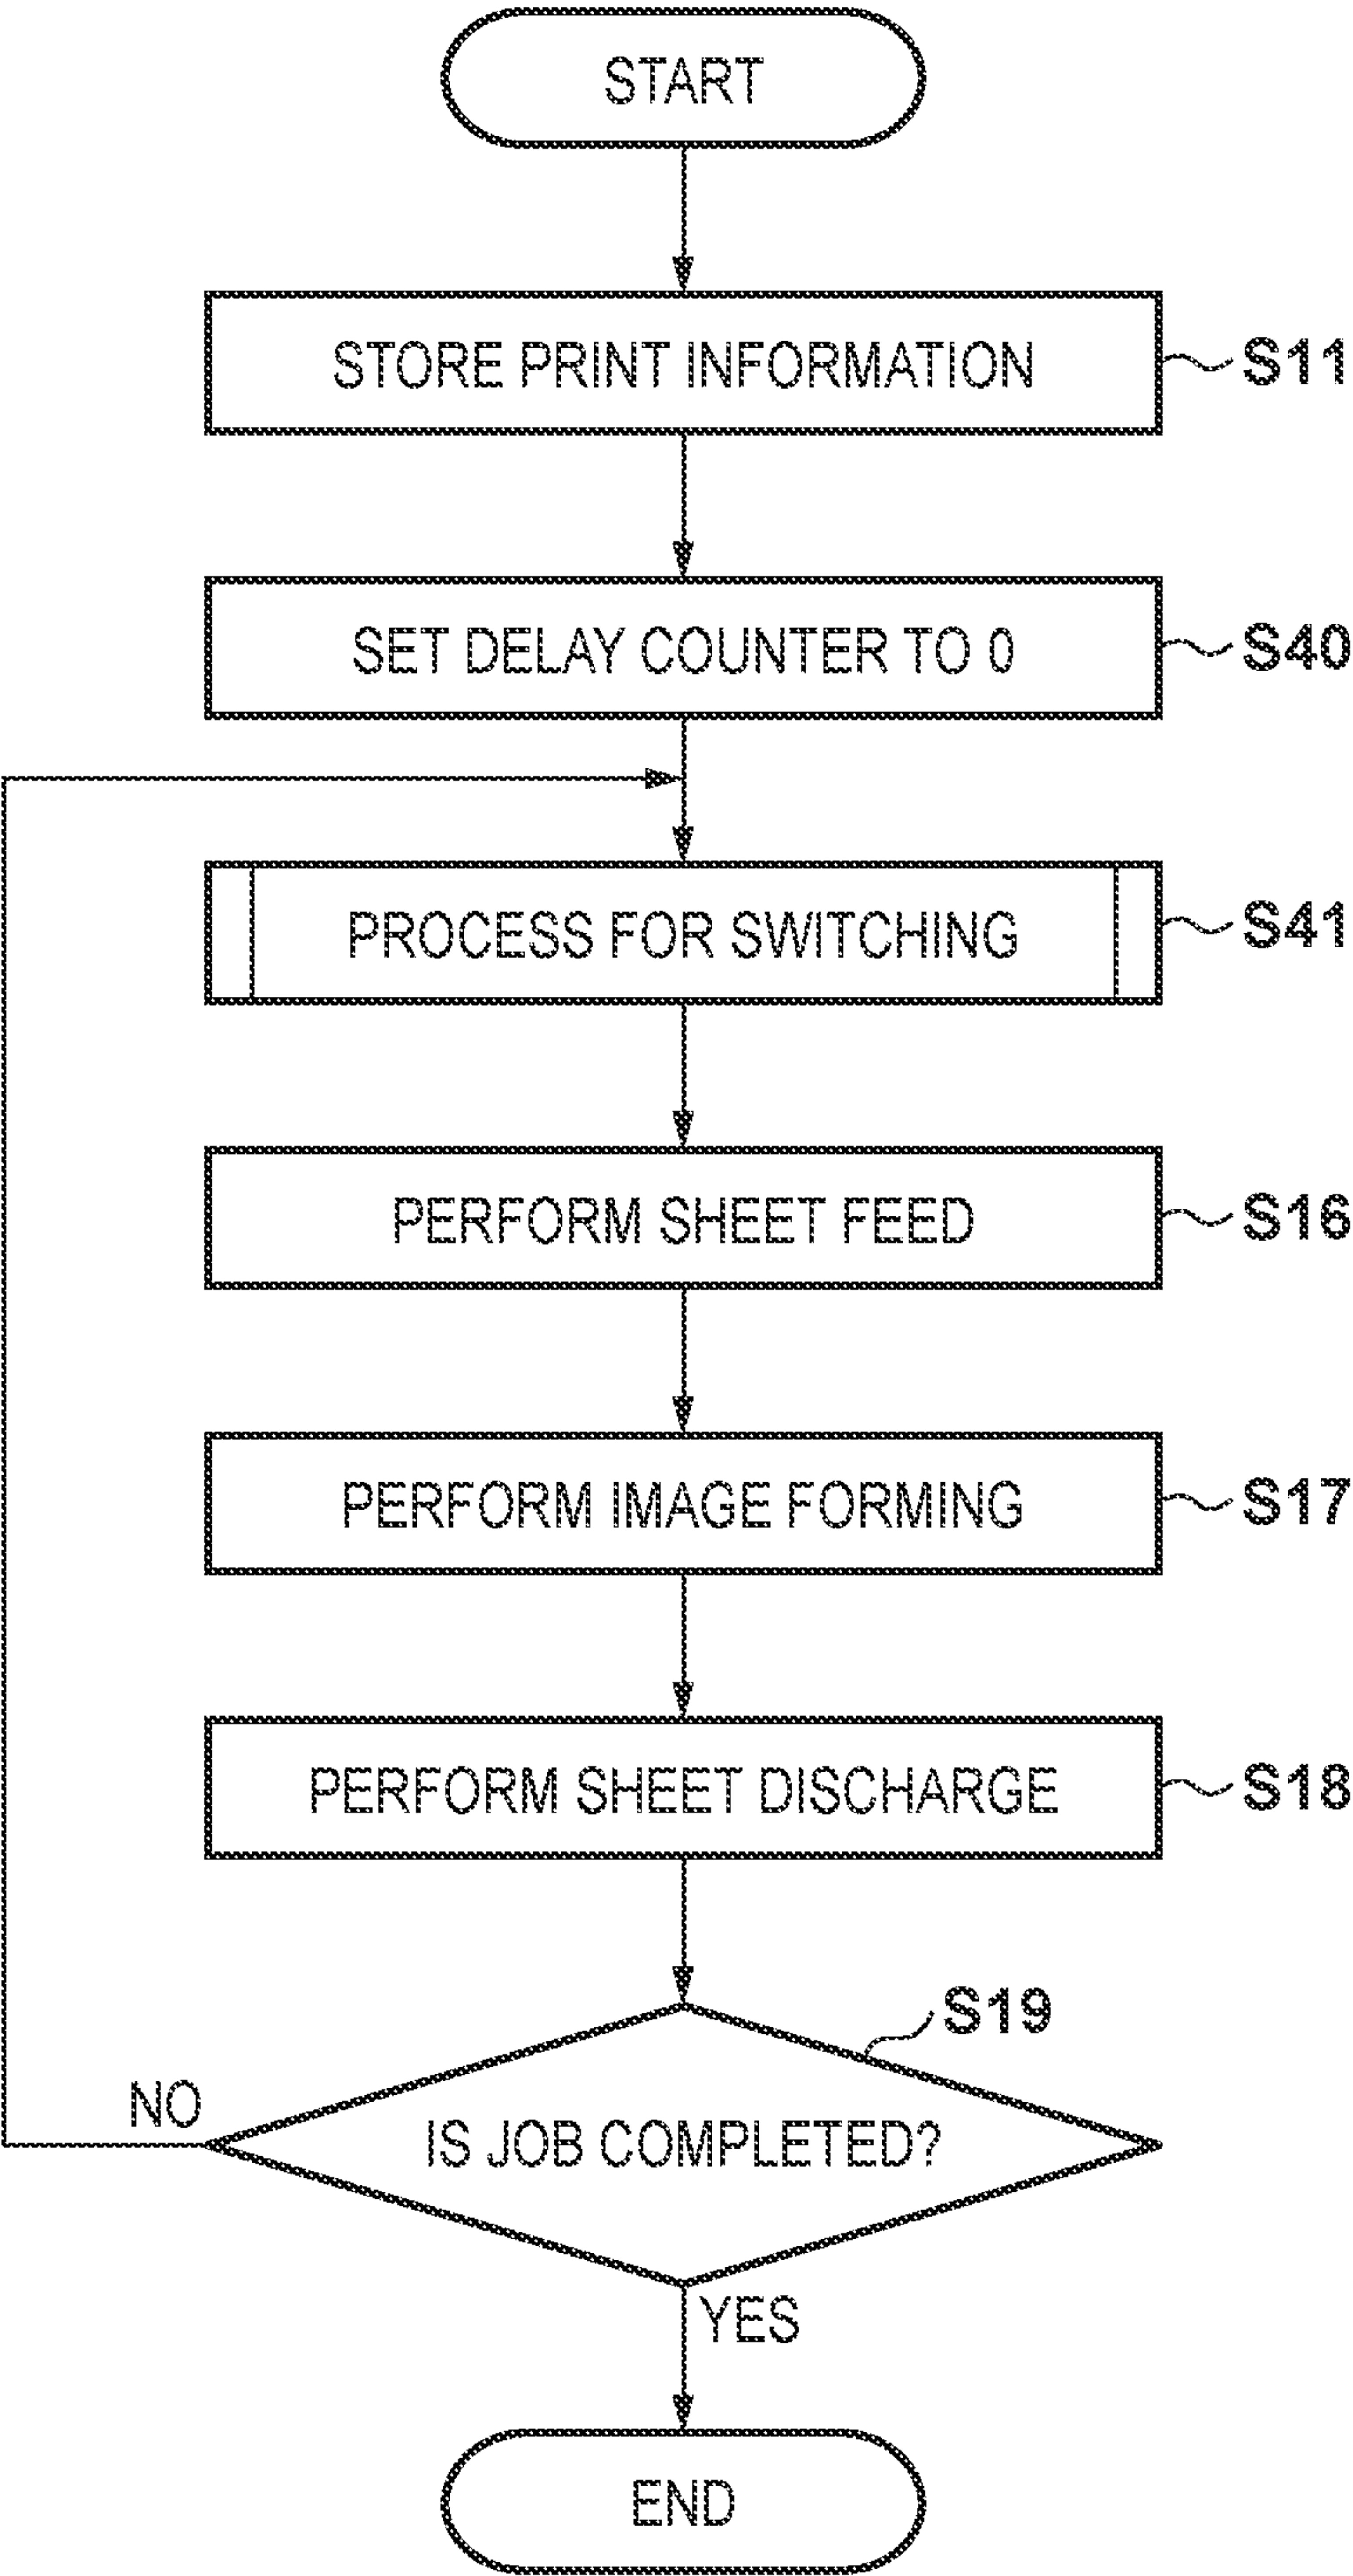 START
STORE PRINT INFORMATION S11
SET DELAY COUNTER TO 0 S40
PROCESS FOR SWITCHING S41
PERFORM SHEET FEED S16
PERFORM IMAGE FORMING S17
PERFORM SHEET DISCHARGE S18
S19
NO
IS JOB COMPLETED?
YES
END